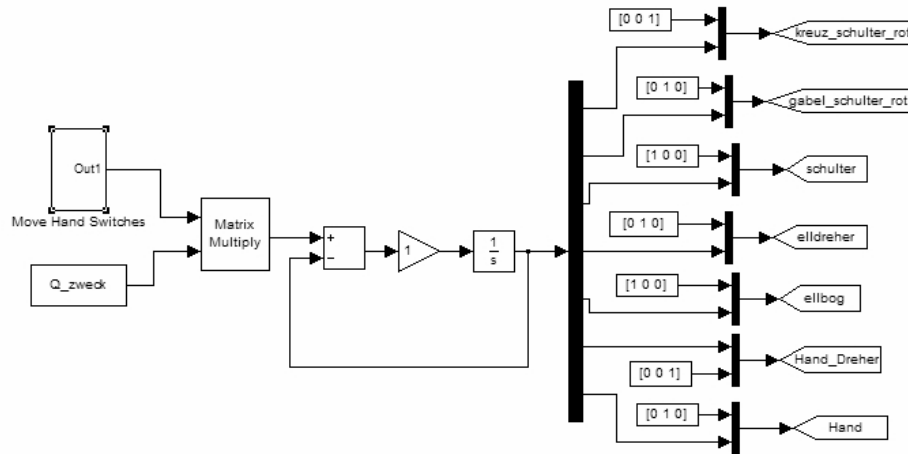 [0 0 1]
kreuz_schulter_rot
[0 1 0]
gabel_schulter_rot
Out1
[1 0 0]
schulter
Move Hand Switches
Matrix
Multiply
[0 1 0]
elldreher
+
−
1
1
s
Q_zweck
[1 0 0]
ellbog
Hand_Dreher
[0 0 1]
[0 1 0]
Hand